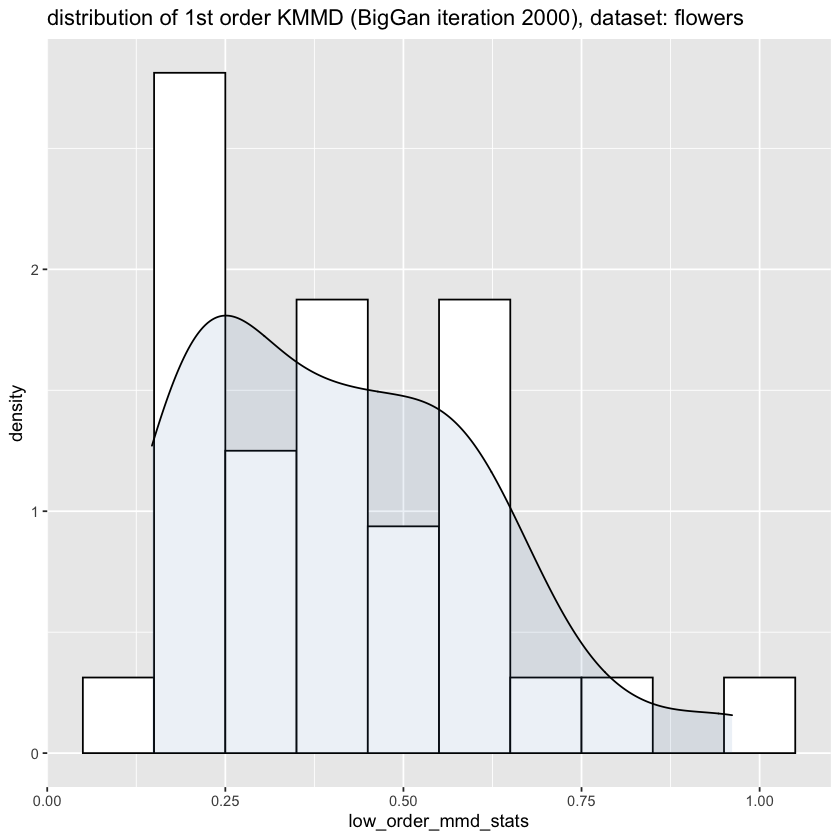 distribution of 1st order KMMD (BigGan iteration 2000), dataset: flowers
density
2
1
0
0.00 0.25 0.50 0.75 1.00
low_order_mmd_stats